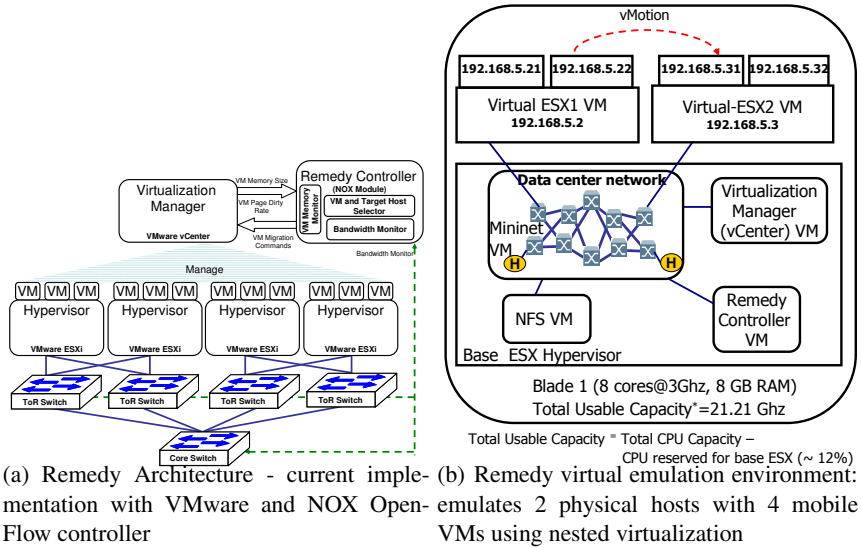 VM Memory Size
VM Page Dirty
Rate
VM Migration
Commands
Virtualization
Manager
VMware vCenter
Remedy Controller
(NOX Module)
VM Memory
Monitor
VM and Target Host
Selector
Bandwidth Monitor
Bandwidth Monitor
Manage
VM VM VM VM VM VM VM VM VM VM VM VM
Hypervisor Hypervisor Hypervisor Hypervisor
VMware ESXi VMware ESXi VMware ESXi VMware ESXi
ToR Switch ToR Switch ToR Switch ToR Switch
Core Switch
(a) Remedy Architecture - current imple-
mentation with VMware and NOX Open-
Flow controller
vMotion
192.168.5.21 192.168.5.22 192.168.5.31 192.168.5.32
Virtual ESX1 VM
192.168.5.2
Virtual-ESX2 VM
192.168.5.3
Data center network
Mininet
VM
H
H
Virtualization
Manager
(vCenter) VM
NFS VM
Remedy
Controller
VM
Base ESX Hypervisor
Blade 1 (8 cores@3Ghz, 8 GB RAM)
Total Usable Capacity*=21.21 Ghz
Total Usable Capacity = Total CPU Capacity –
CPU reserved for base ESX (~ 12%)
(b) Remedy virtual emulation environment:
emulates 2 physical hosts with 4 mobile
VMs using nested virtualization